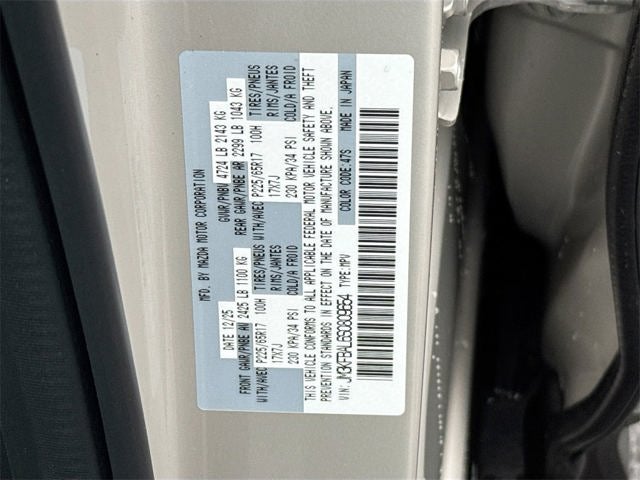 MFD. BY MAZDA MOTOR CORPORATION
DATE 12/25 GVWR/PNBV 4724 LB 2143 KG
FRONT GAWR/PNBE AV 2425 LB 1100 KG REAR GAWR/PNBE AR 2299 LB 1043 KG
WITH/AVEC P225/65R17 100H TIRES/PNEUS WITH/AVEC P225/65R17 100H TIRES/PNEUS
17X7J RIMS/JANTES 17X7J RIMS/JANTES
230 KPA/34 PSI COLD/A FROID 230 KPA/34 PSI COLD/A FROID
THIS VEHICLE CONFORMS TO ALL APPLICABLE FEDERAL MOTOR VEHICLE SAFETY AND THEFT
PREVENTION STANDARDS IN EFFECT ON THE DATE OF MANUFACTURE SHOWN ABOVE.
VIN: JM3KFBAL6S0809654 TYPE:MPV COLOR CODE 47S MADE IN JAPAN